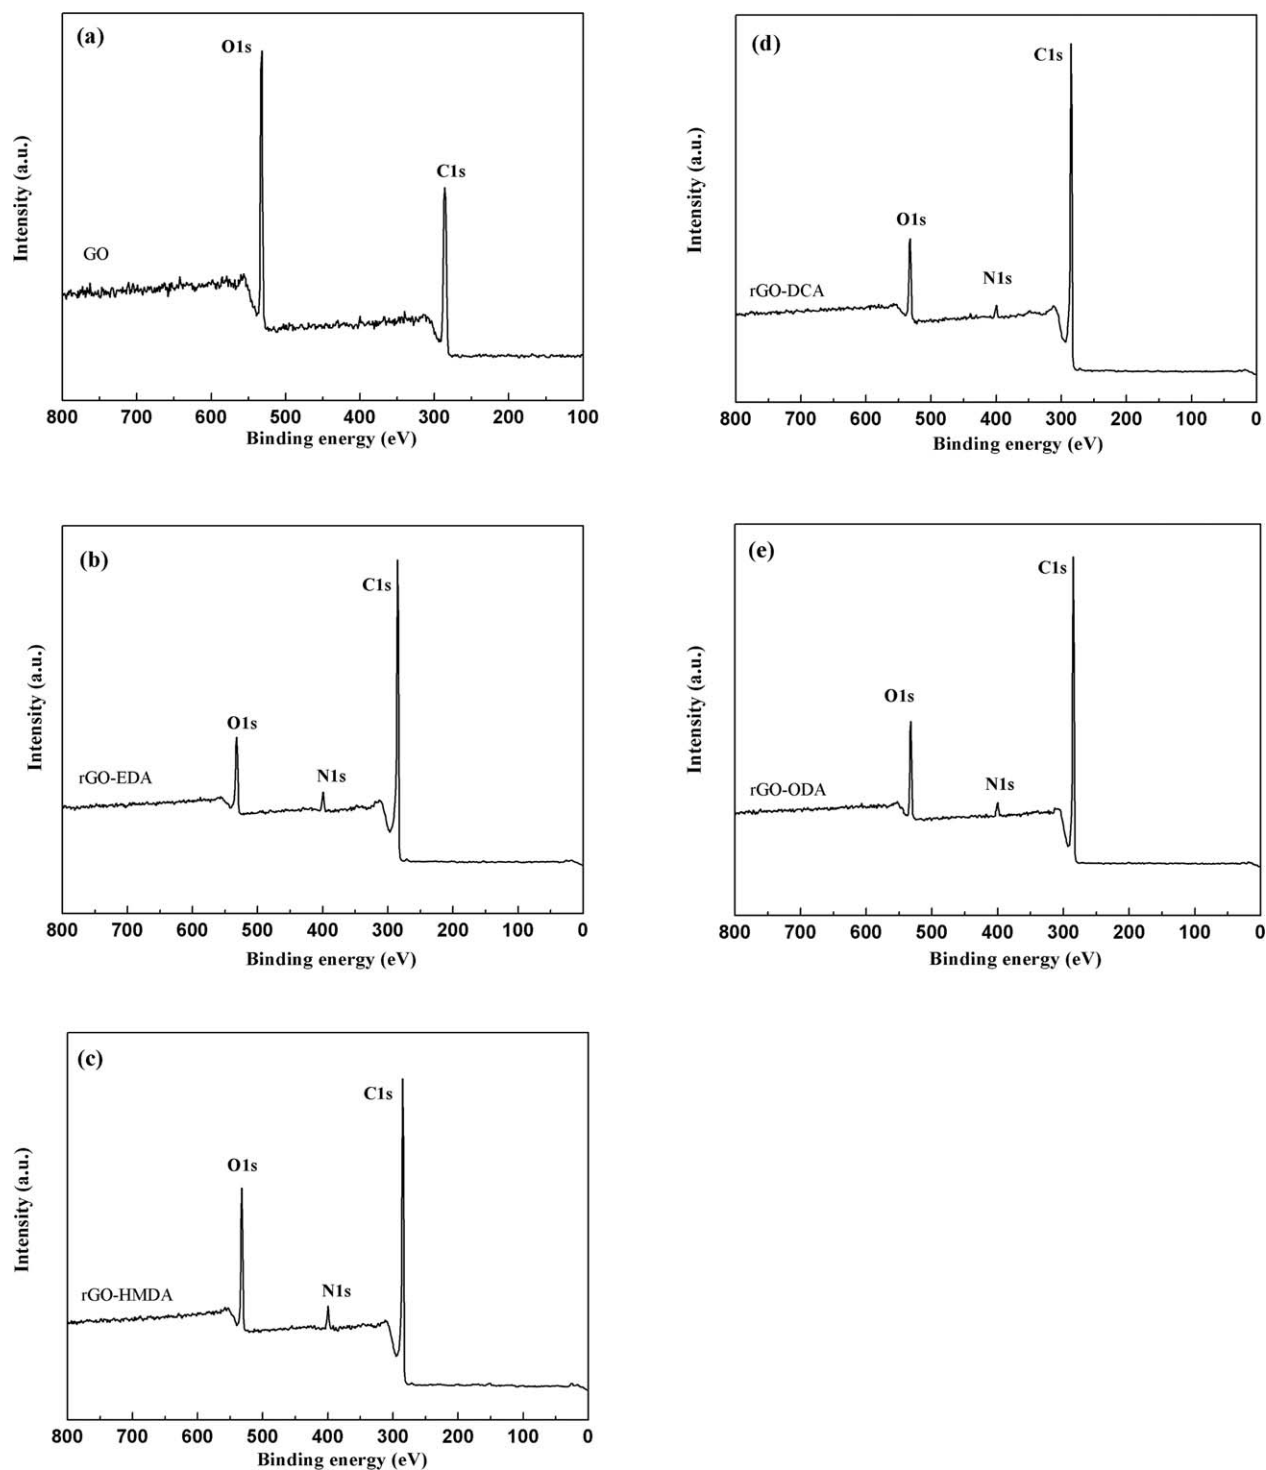 (a)
O1s
C1s
GO
Intensity (a.u.)
800 700 600 500 400 300 200 100
Binding energy (eV)
(d)
C1s
O1s
N1s
rGO-DCA
Intensity (a.u.)
800 700 600 500 400 300 200 100 0
Binding energy (eV)
(b)
C1s
O1s
N1s
rGO-EDA
Intensity (a.u.)
800 700 600 500 400 300 200 100 0
Binding energy (eV)
(e)
C1s
O1s
N1s
rGO-ODA
Intensity (a.u.)
800 700 600 500 400 300 200 100 0
Binding energy (eV)
(c)
C1s
O1s
N1s
rGO-HMDA
Intensity (a.u.)
800 700 600 500 400 300 200 100 0
Binding energy (eV)